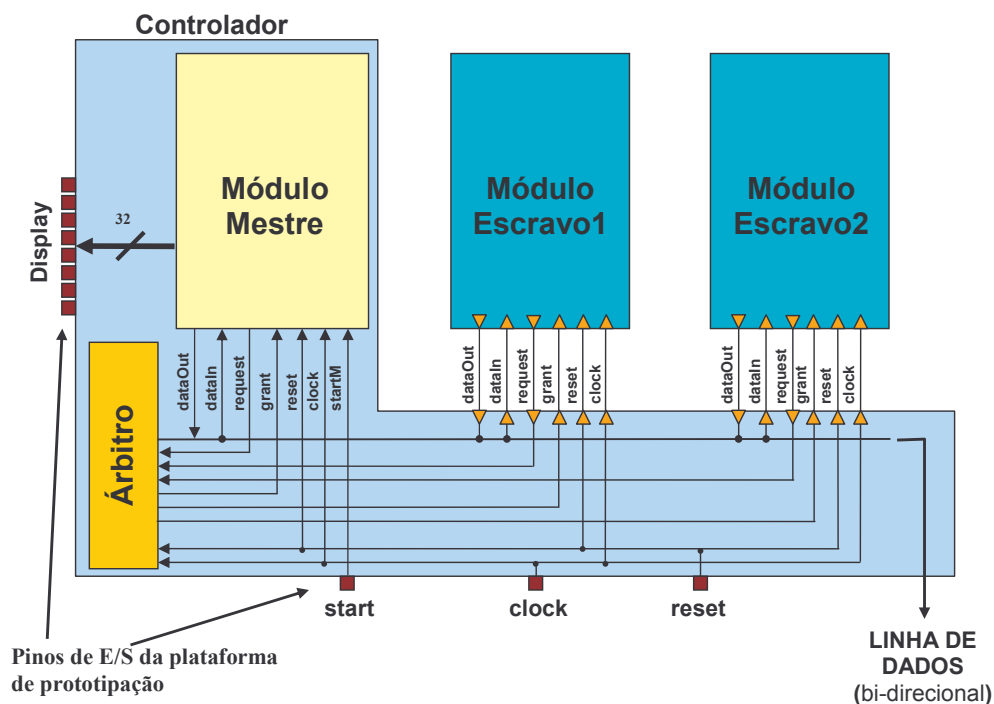 Controlador
Módulo
Mestre
Módulo
Escravo1
Módulo
Escravo2
Display
32
dataOut
dataIn
request
grant
reset
clock
startM
dataOut
dataIn
request
grant
reset
clock
dataOut
dataIn
request
grant
reset
clock
Árbitro
start
clock
reset
Pinos de E/S da plataforma
de prototipação
LINHA DE
DADOS
(bi-direcional)